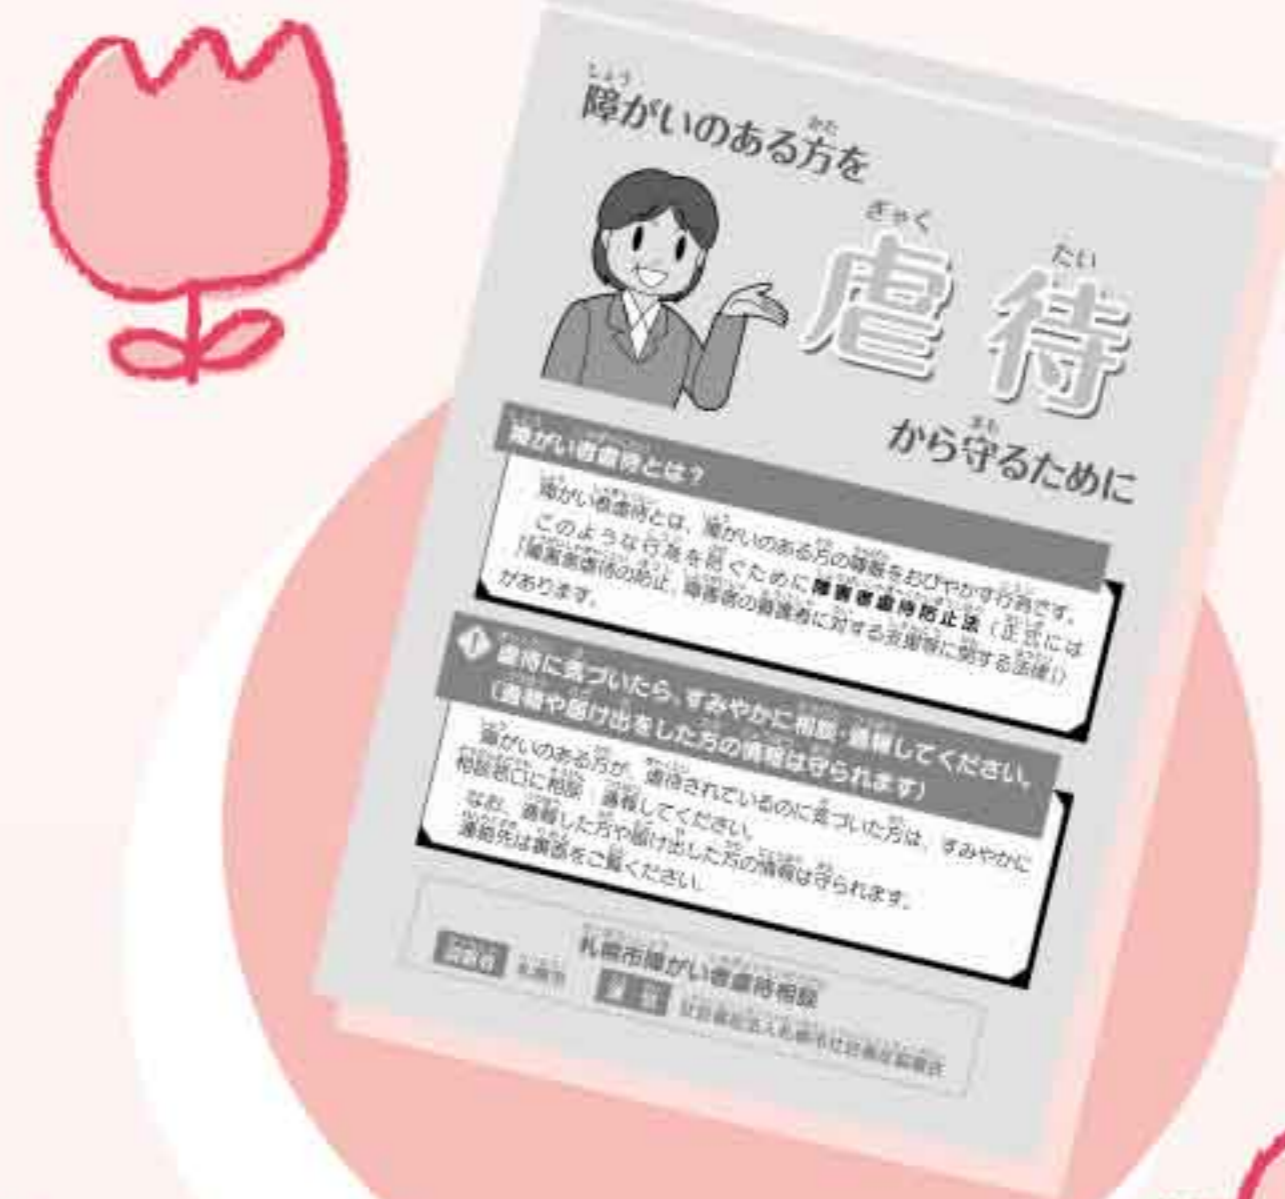 障がいのある方を
虐待
から守るために
障がい者虐待とは?
障がい者虐待とは、障がいのある方の尊厳をおびやかす行為です。
このような行為を防ぐために障害者虐待防止法(正式には
「障害者虐待の防止、障害者の養護者に対する支援等に関する法律」)
があります。
虐待に気づいたら、すみやかに相談・通報してください。
(通報や届け出をした方の情報は守られます)
障がいのある方が、虐待されているのに気づいた方は、すみやかに
相談窓口に相談・通報してください。
なお、通報した方や届け出した方の情報は守られます。
連絡先は裏面をご覧ください。
札幌市障がい者虐待相談
札幌市